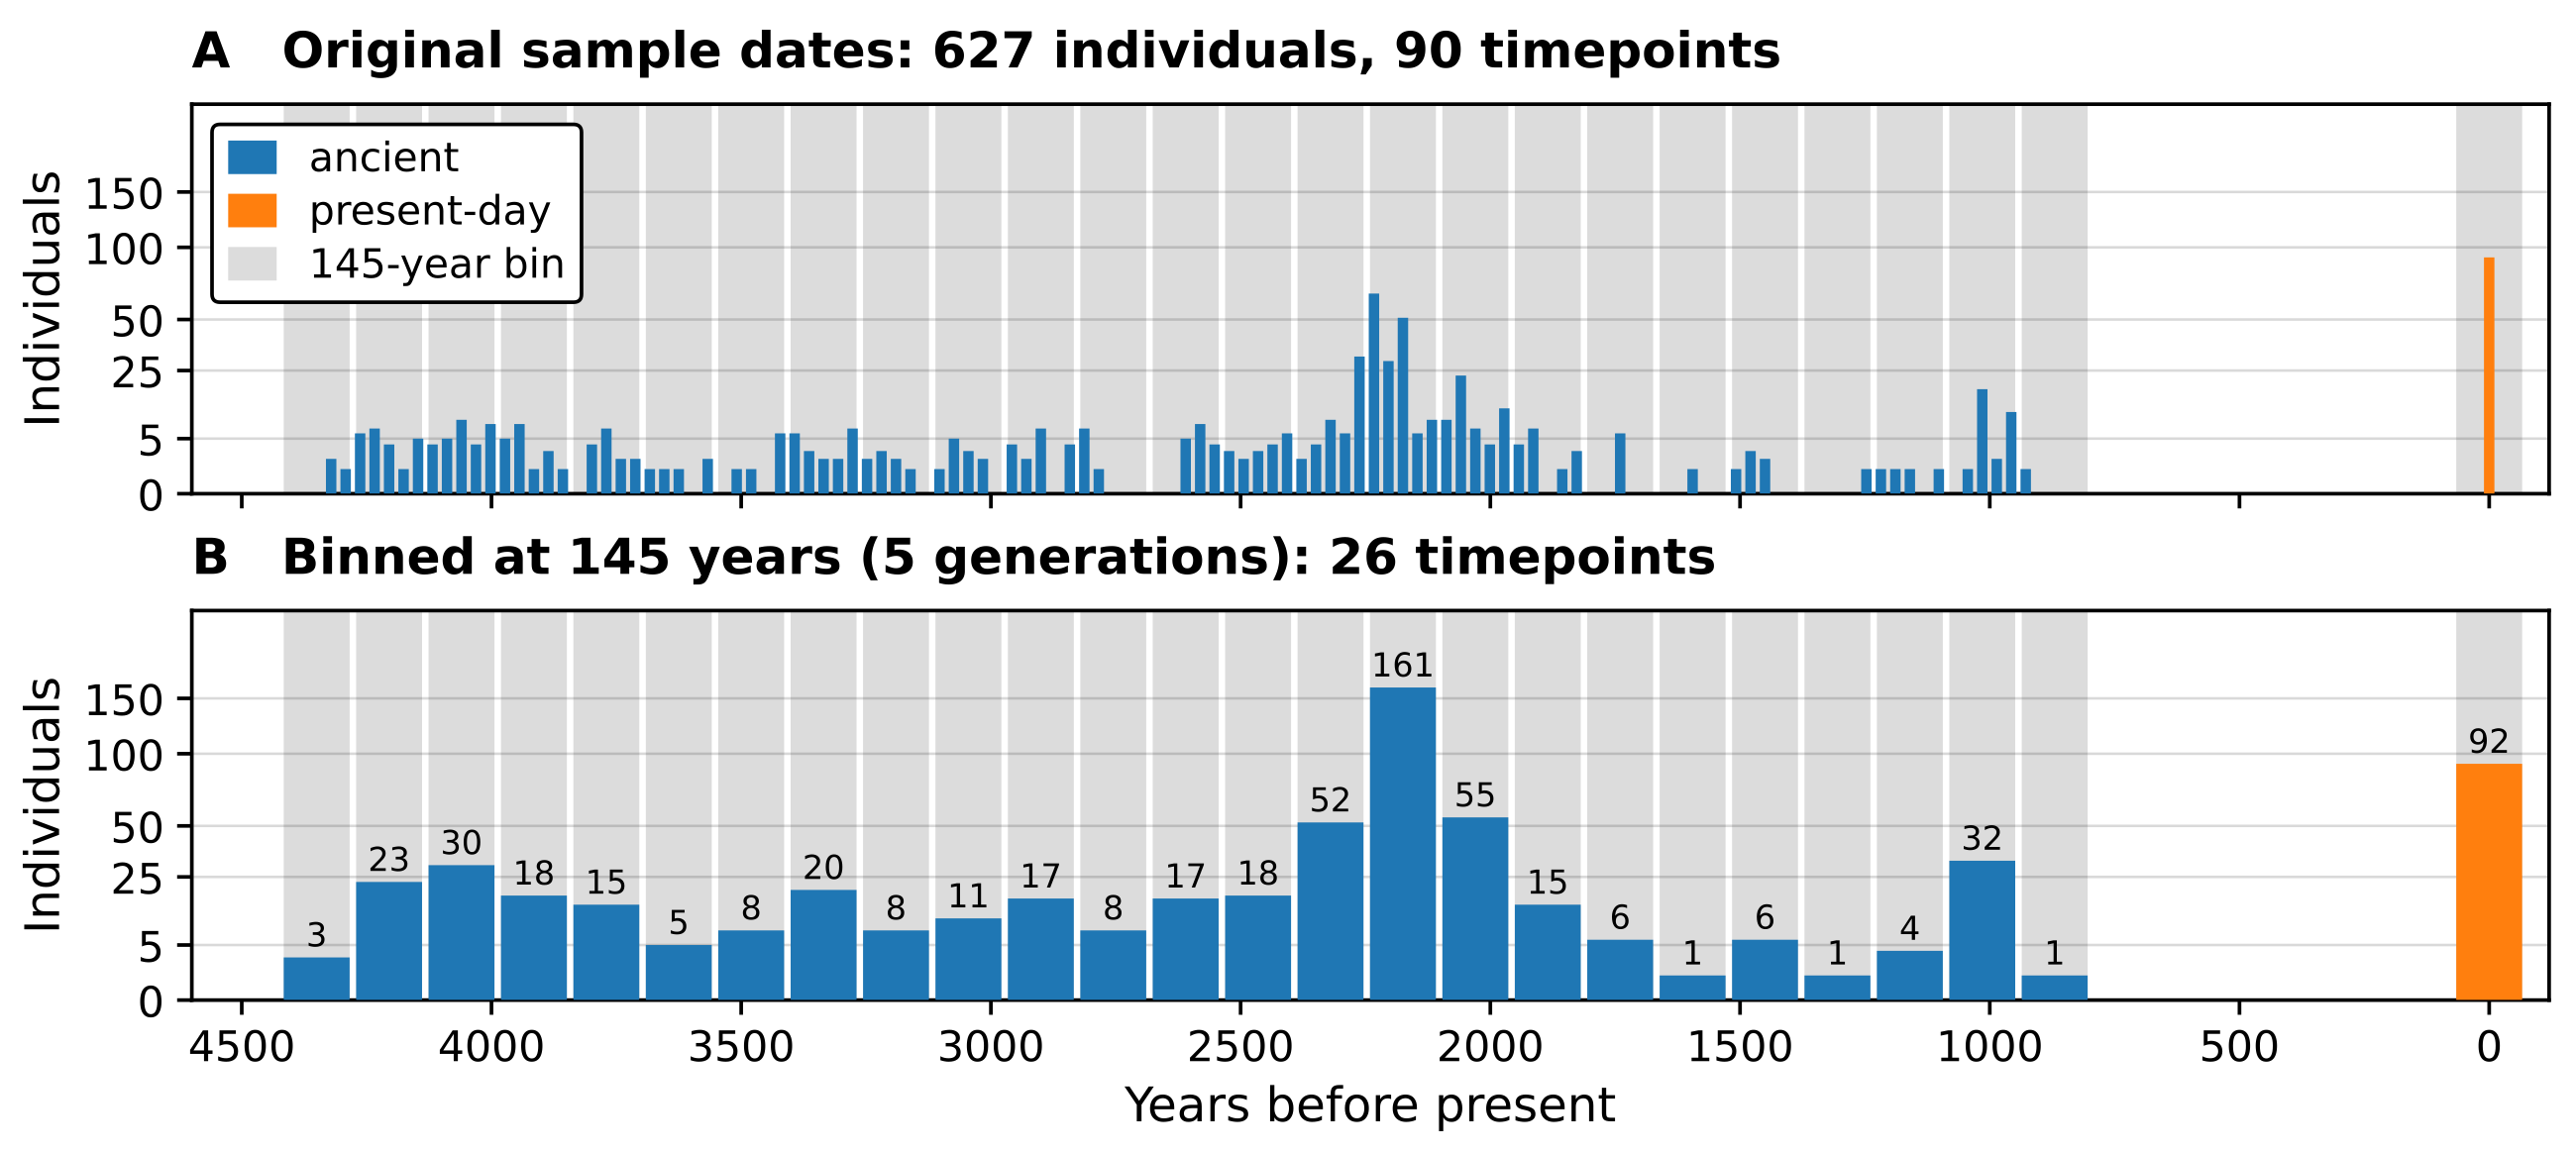 A Original sample dates: 627 individuals, 90 timepoints
Individuals
150
100
50
25
5
0
ancient
present-day
145-year bin
B Binned at 145 years (5 generations): 26 timepoints
Individuals
150
100
50
25
5
0
3 23 30 18 15 5 8 20 8 11 17 8 17 18 52 161 55 15 6 1 6 1 4 32 1 92
4500 4000 3500 3000 2500 2000 1500 1000 500 0
Years before present